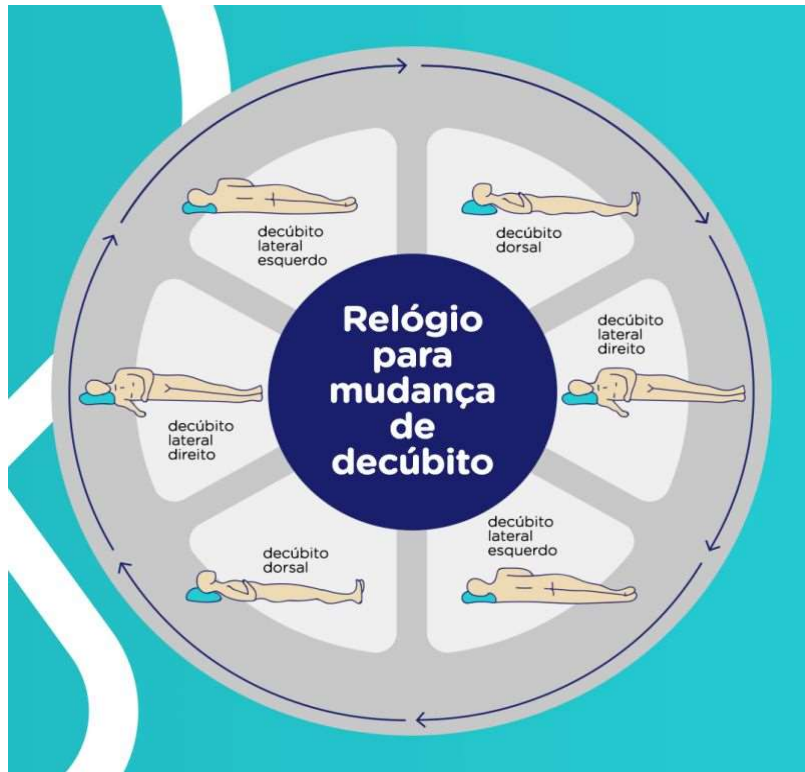 decúbito
lateral
esquerdo
decúbito
dorsal
Relógio
para
mudança
de
decúbito
decúbito
lateral
direito
decúbito
lateral
direito
decúbito
lateral
esquerdo
decúbito
dorsal